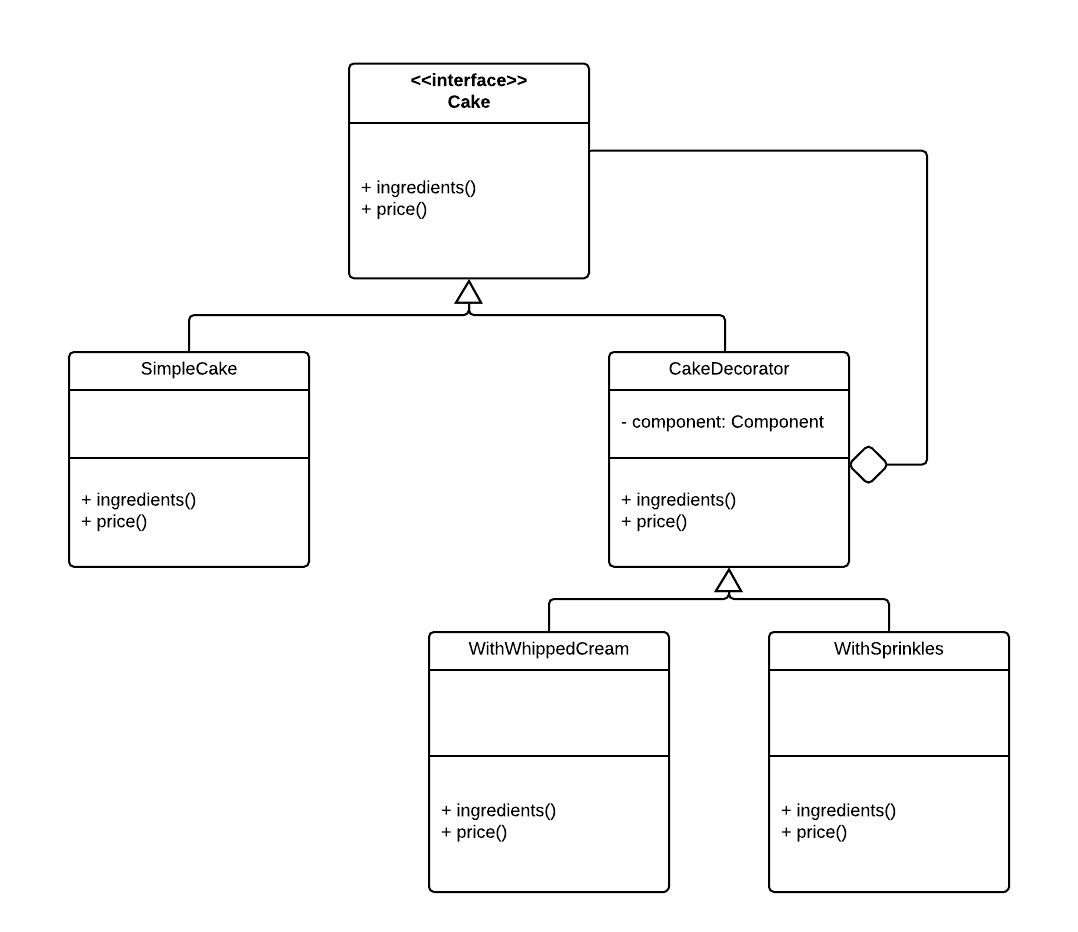 <<interface>>
Cake
+ ingredients()
+ price()
SimpleCake
+ ingredients()
+ price()
CakeDecorator
- component: Component
+ ingredients()
+ price()
WithWhippedCream
+ ingredients()
+ price()
WithSprinkles
+ ingredients()
+ price()